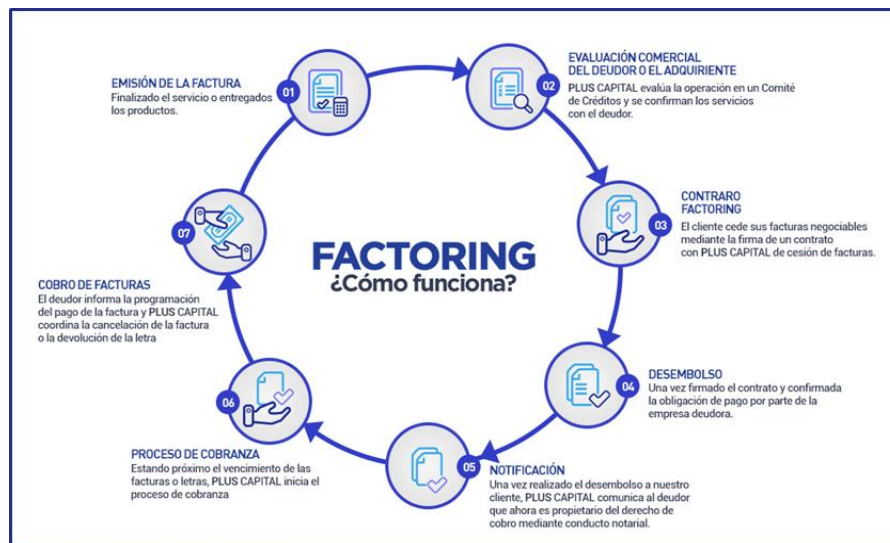 FACTORING
¿Cómo funciona?
01
EMISIÓN DE LA FACTURA
Finalizado el servicio o entregados
los productos.
02
EVALUACIÓN COMERCIAL
DEL DEUDOR O EL ADQUIRIENTE
PLUS CAPITAL evalúa la operación en un Comité
de Créditos y se confirman los servicios
con el deudor.
03
CONTRARO
FACTORING
El cliente cede sus facturas negociables
mediante la firma de un contrato
con PLUS CAPITAL de cesión de facturas.
04
DESEMBOLSO
Una vez firmado el contrato y confirmada
la obligación de pago por parte de la
empresa deudora.
05
NOTIFICACIÓN
Una vez realizado el desembolso a nuestro
cliente, PLUS CAPITAL comunica al deudor
que ahora es propietario del derecho de
cobro mediante conducto notarial.
06
PROCESO DE COBRANZA
Estando próximo el vencimiento de las
facturas o letras, PLUS CAPITAL inicia el
proceso de cobranza
07
COBRO DE FACTURAS
El deudor informa la programación
del pago de la factura y PLUS CAPITAL
coordina la cancelación de la factura
o la devolución de la letra